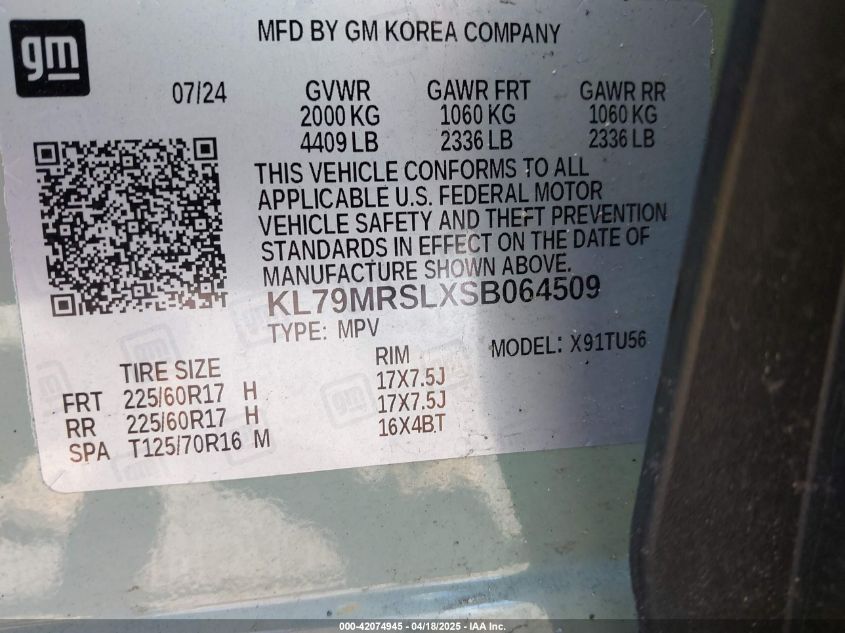 gm
MFD BY GM KOREA COMPANY
07/24 GVWR GAWR FRT GAWR RR
2000 KG 1060 KG 1060 KG
4409 LB 2336 LB 2336 LB
THIS VEHICLE CONFORMS TO ALL
APPLICABLE U.S. FEDERAL MOTOR
VEHICLE SAFETY AND THEFT PREVENTION
STANDARDS IN EFFECT ON THE DATE OF
MANUFACTURE SHOWN ABOVE.
KL79MRSLXSB064509
TYPE: MPV MODEL: X91TU56
TIRE SIZE RIM
FRT 225/60R17 H 17X7.5J
RR 225/60R17 H 17X7.5J
SPA T125/70R16 M 16X4BT
gm
000-42074945 - 04/18/2025 - IAA Inc.